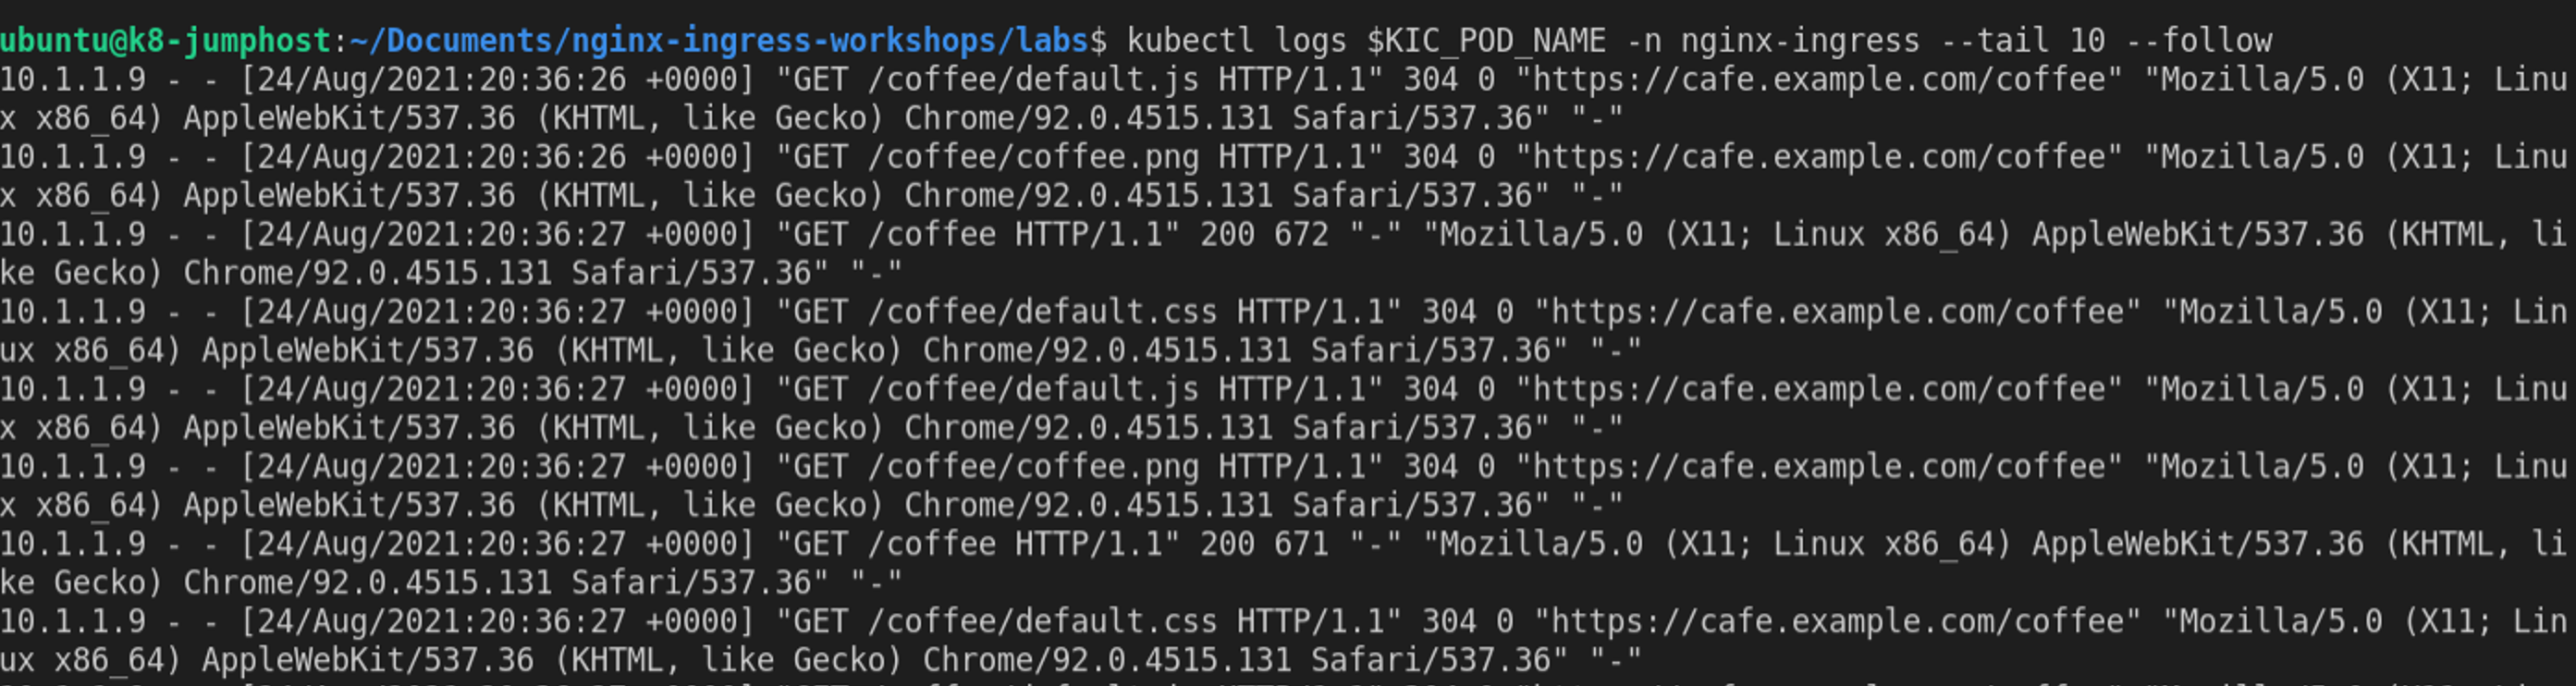 ubuntu@k8-jumphost:~/Documents/nginx-ingress-workshops/labs$ kubectl logs $KIC_POD_NAME -n nginx-ingress --tail 10 --follow
10.1.1.9 - - [24/Aug/2021:20:36:26 +0000] "GET /coffee/default.js HTTP/1.1" 304 0 "https://cafe.example.com/coffee" "Mozilla/5.0 (X11; Linu
x x86_64) AppleWebKit/537.36 (KHTML, like Gecko) Chrome/92.0.4515.131 Safari/537.36" "-"
10.1.1.9 - - [24/Aug/2021:20:36:26 +0000] "GET /coffee/coffee.png HTTP/1.1" 304 0 "https://cafe.example.com/coffee" "Mozilla/5.0 (X11; Linu
x x86_64) AppleWebKit/537.36 (KHTML, like Gecko) Chrome/92.0.4515.131 Safari/537.36" "-"
10.1.1.9 - - [24/Aug/2021:20:36:27 +0000] "GET /coffee HTTP/1.1" 200 672 "-" "Mozilla/5.0 (X11; Linux x86_64) AppleWebKit/537.36 (KHTML, li
ke Gecko) Chrome/92.0.4515.131 Safari/537.36" "-"
10.1.1.9 - - [24/Aug/2021:20:36:27 +0000] "GET /coffee/default.css HTTP/1.1" 304 0 "https://cafe.example.com/coffee" "Mozilla/5.0 (X11; Lin
ux x86_64) AppleWebKit/537.36 (KHTML, like Gecko) Chrome/92.0.4515.131 Safari/537.36" "-"
10.1.1.9 - - [24/Aug/2021:20:36:27 +0000] "GET /coffee/default.js HTTP/1.1" 304 0 "https://cafe.example.com/coffee" "Mozilla/5.0 (X11; Linu
x x86_64) AppleWebKit/537.36 (KHTML, like Gecko) Chrome/92.0.4515.131 Safari/537.36" "-"
10.1.1.9 - - [24/Aug/2021:20:36:27 +0000] "GET /coffee/coffee.png HTTP/1.1" 304 0 "https://cafe.example.com/coffee" "Mozilla/5.0 (X11; Linu
x x86_64) AppleWebKit/537.36 (KHTML, like Gecko) Chrome/92.0.4515.131 Safari/537.36" "-"
10.1.1.9 - - [24/Aug/2021:20:36:27 +0000] "GET /coffee HTTP/1.1" 200 671 "-" "Mozilla/5.0 (X11; Linux x86_64) AppleWebKit/537.36 (KHTML, li
ke Gecko) Chrome/92.0.4515.131 Safari/537.36" "-"
10.1.1.9 - - [24/Aug/2021:20:36:27 +0000] "GET /coffee/default.css HTTP/1.1" 304 0 "https://cafe.example.com/coffee" "Mozilla/5.0 (X11; Lin
ux x86_64) AppleWebKit/537.36 (KHTML, like Gecko) Chrome/92.0.4515.131 Safari/537.36" "-"